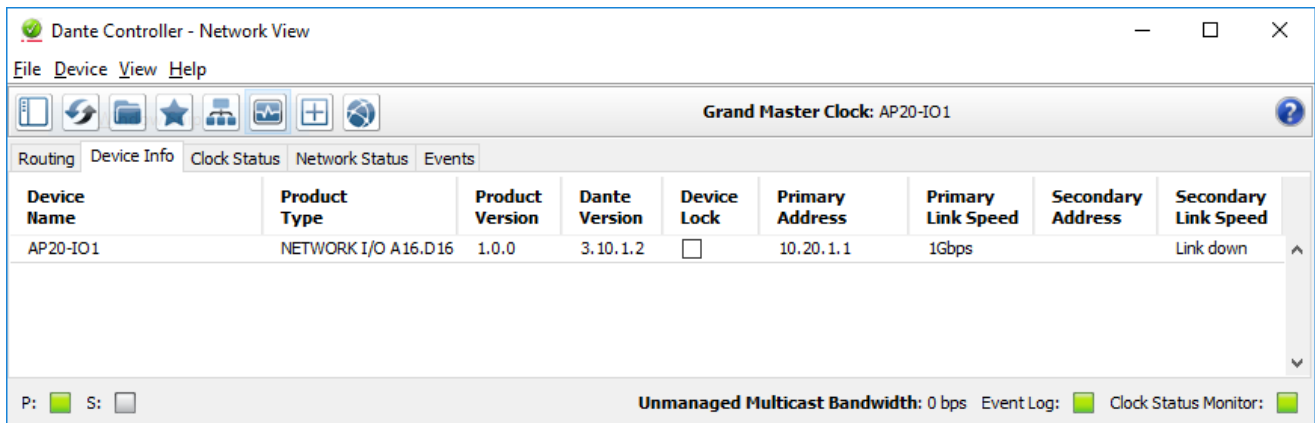 Dante Controller - Network View
File Device View Help
Grand Master Clock: AP20-IO1
Routing Device Info Clock Status Network Status Events
Device Name Product Type Product Version Dante Version Device Lock Primary Address Primary Link Speed Secondary Address Secondary Link Speed
AP20-IO1 NETWORK I/O A16.D16 1.0.0 3.10.1.2 10.20.1.1 1Gbps Link down
P: S: Unmanaged Multicast Bandwidth: 0 bps Event Log: Clock Status Monitor: